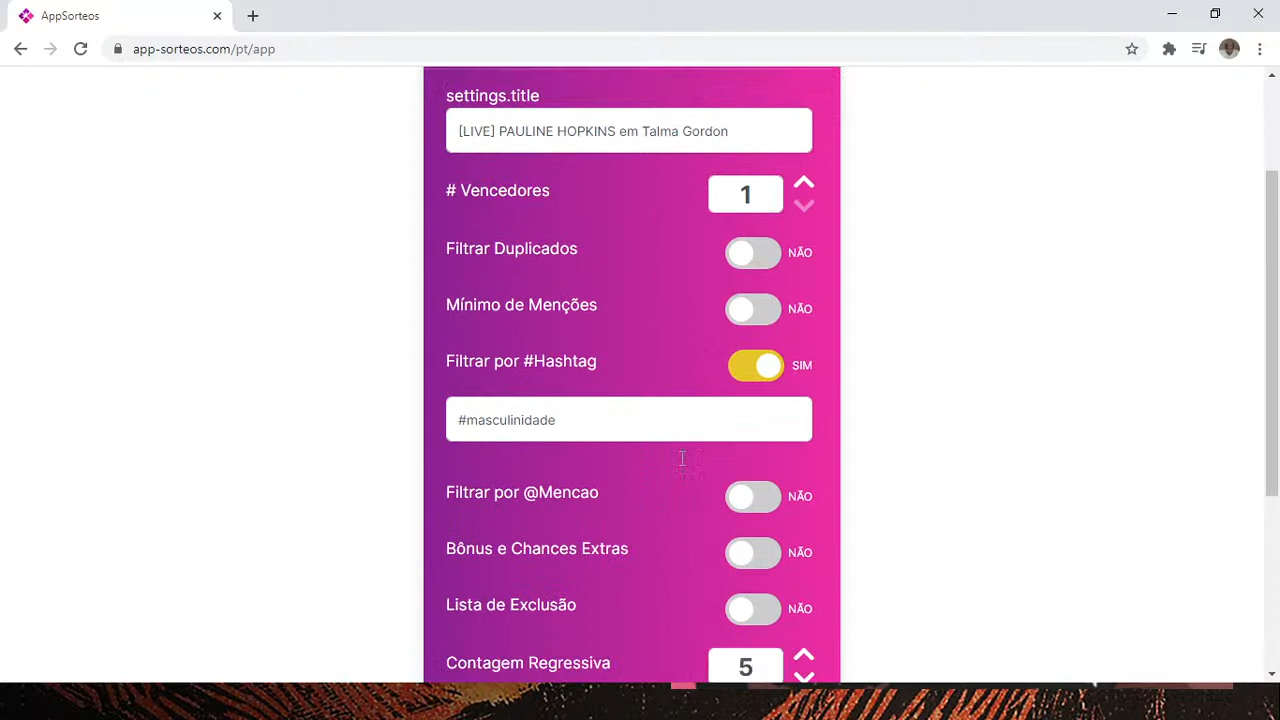 AppSorteos
app-sorteos.com/pt/app
settings.title
[LIVE] PAULINE HOPKINS em Talma Gordon
# Vencedores
1
Filtrar Duplicados
NÃO
Mínimo de Menções
NÃO
Filtrar por #Hashtag
SIM
#masculinidade
Filtrar por @Mencao
NÃO
Bônus e Chances Extras
NÃO
Lista de Exclusão
NÃO
Contagem Regressiva
5